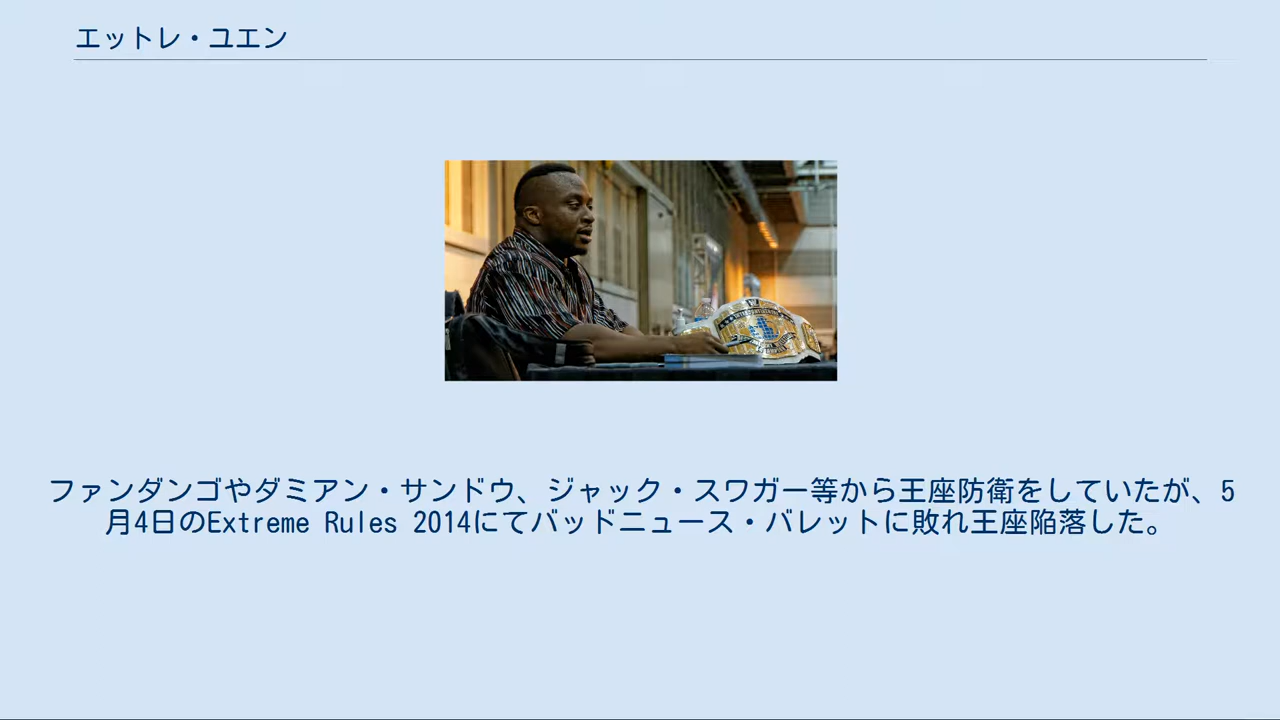 エットレ・ユエン
ファンダンゴやダミアン・サンドウ、ジャック・スワガー等から王座防衛をしていたが、5
月4日のExtreme Rules 2014にてバッドニュース・バレットに敗れ王座陥落した。